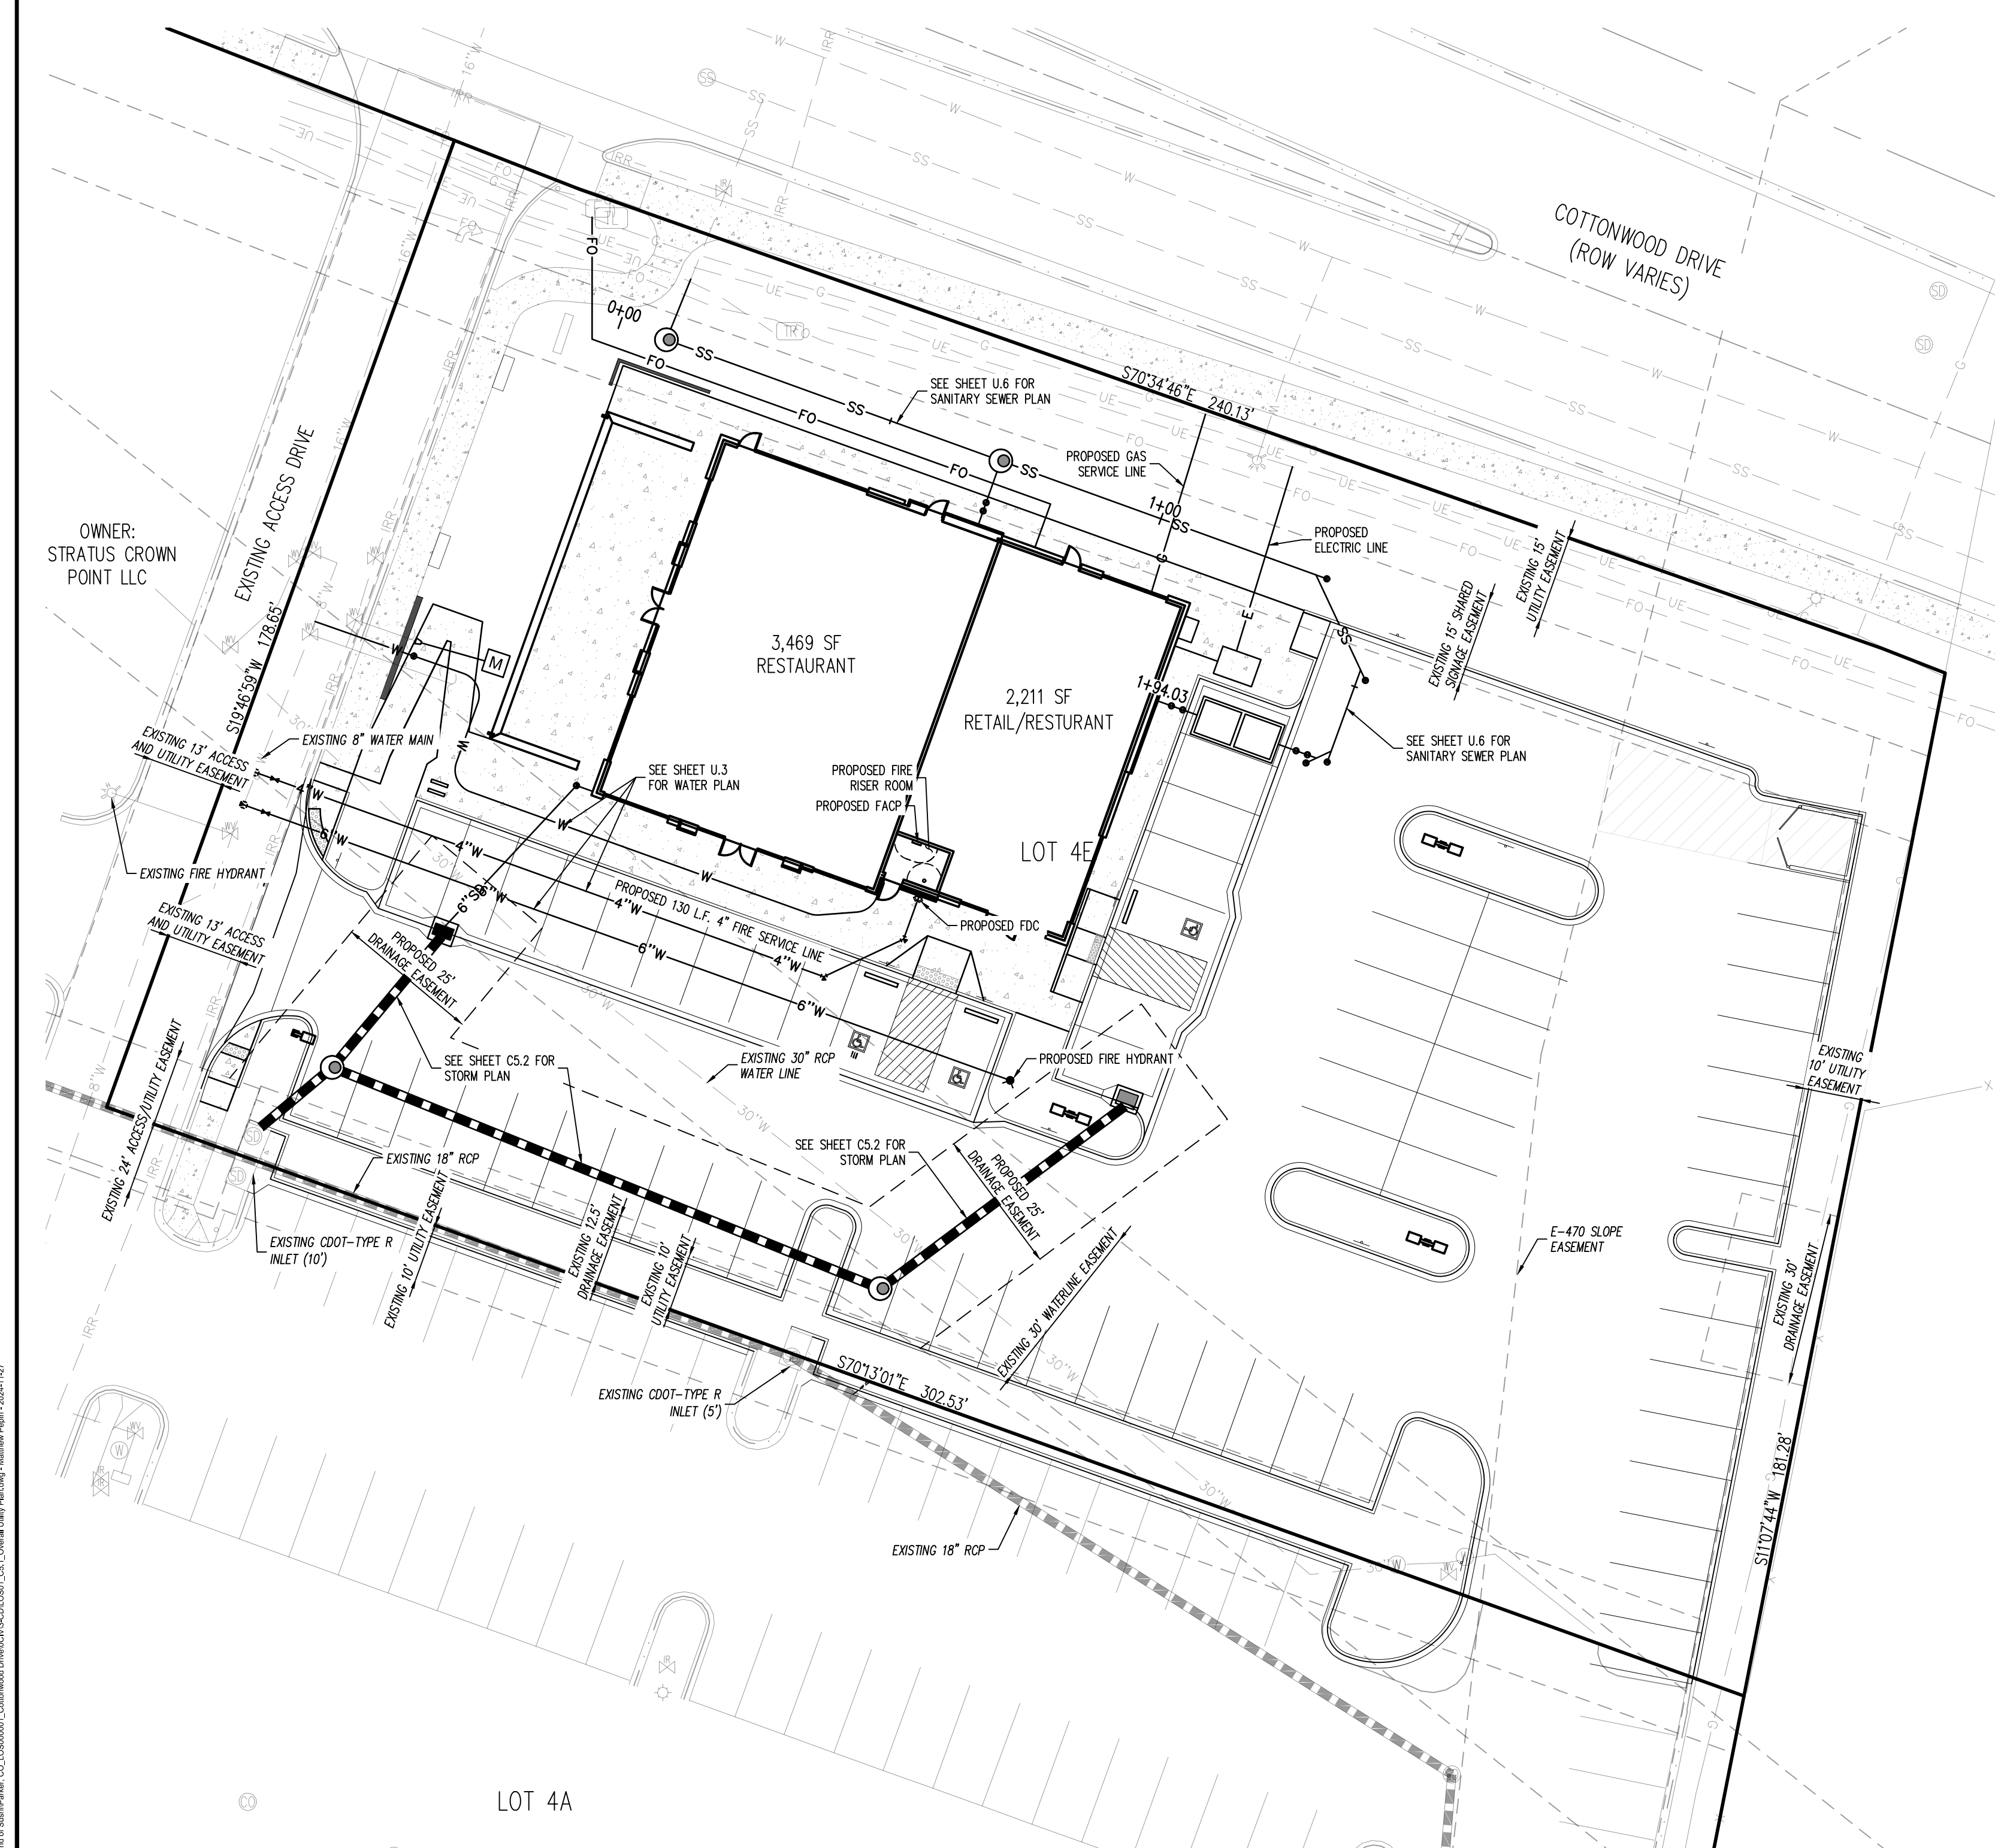 COTTONWOOD DRIVE
(ROW VARIES)
0+00
SEE SHEET U.6 FOR
SANITARY SEWER PLAN
S70°34'46"E 240.13'
PROPOSED GAS
SERVICE LINE
1+00
PROPOSED
ELECTRIC LINE
EXISTING 15'
UTILITY EASEMENT
EXISTING 15' SHARED
SIGNAGE EASEMENT
OWNER:
STRATUS CROWN
POINT LLC
EXISTING ACCESS DRIVE
S19°46'59"W 178.65'
M
3,469 SF
RESTAURANT
2,211 SF
RETAIL/RESTURANT
1+94.03
SEE SHEET U.6 FOR
SANITARY SEWER PLAN
EXISTING 13' ACCESS
AND UTILITY EASEMENT
EXISTING 8" WATER MAIN
SEE SHEET U.3
FOR WATER PLAN
PROPOSED FIRE
RISER ROOM
PROPOSED FACP
LOT 4E
EXISTING FIRE HYDRANT
4"W
6"W
4"W
6"W
6"SD
PROPOSED 130 L.F. 4" FIRE SERVICE LINE
4"W
6"W
4"W
6"W
PROPOSED FDC
EXISTING 13' ACCESS
AND UTILITY EASEMENT
PROPOSED 25'
DRAINAGE EASEMENT
SEE SHEET C5.2 FOR
STORM PLAN
EXISTING 30" RCP
WATER LINE
PROPOSED FIRE HYDRANT
EXISTING
10' UTILITY
EASEMENT
EXISTING 24' ACCESS/UTILITY EASEMENT
EXISTING 18" RCP
SEE SHEET C5.2 FOR
STORM PLAN
PROPOSED 25'
DRAINAGE EASEMENT
EXISTING CDOT-TYPE R
INLET (10')
EXISTING 10' UTILITY EASEMENT
EXISTING 12.5'
DRAINAGE EASEMENT
EXISTING 10'
UTILITY EASEMENT
EXISTING 30' WATERLINE EASEMENT
E-470 SLOPE
EASEMENT
EXISTING 30'
DRAINAGE EASEMENT
EXISTING CDOT-TYPE R
INLET (5')
S70°13'01"E 302.53'
S11°07'44"W 181.28'
EXISTING 18" RCP
LOT 4A